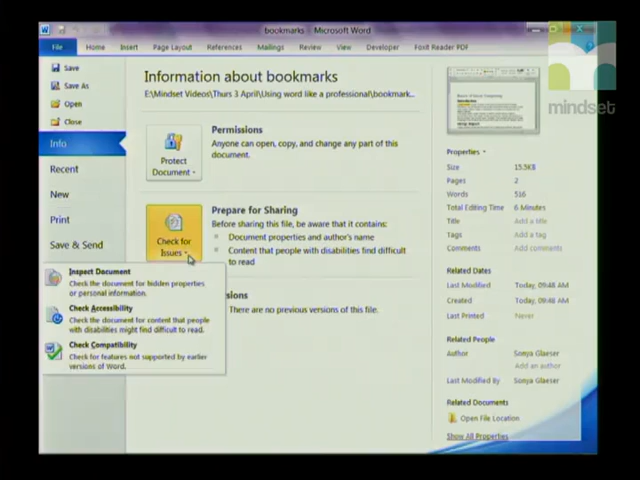 bookmarks - Microsoft Word
File Home Insert Page Layout References Mailings Review View Developer Foxit Reader PDF
mindset
Save
Save As
Open
Close
Info
Recent
New
Print
Save & Send
Information about bookmarks
E:\Mindset Videos\Thurs 3 April\Using word like a professional\bookmark...
Protect
Document
Permissions
Anyone can open, copy, and change any part of this
document.
Check for
Issues
Prepare for Sharing
Before sharing this file, be aware that it contains:
Document properties and author's name
Content that people with disabilities find difficult
to read
sions
There are no previous versions of this file.
Inspect Document
Check the document for hidden properties
or personal information.
Check Accessibility
Check the document for content that people
with disabilities might find difficult to read.
Check Compatibility
Check for features not supported by earlier
versions of Word.
Properties
Size 15.5KB
Pages 2
Words 516
Total Editing Time 6 Minutes
Title Add a title
Tags Add a tag
Comments Add comments
Related Dates
Last Modified Today, 09:48 AM
Created Today, 09:48 AM
Last Printed Never
Related People
Author Sonya Glaeser
Add an author
Last Modified By Sonya Glaeser
Related Documents
Open File Location
Show All Properties